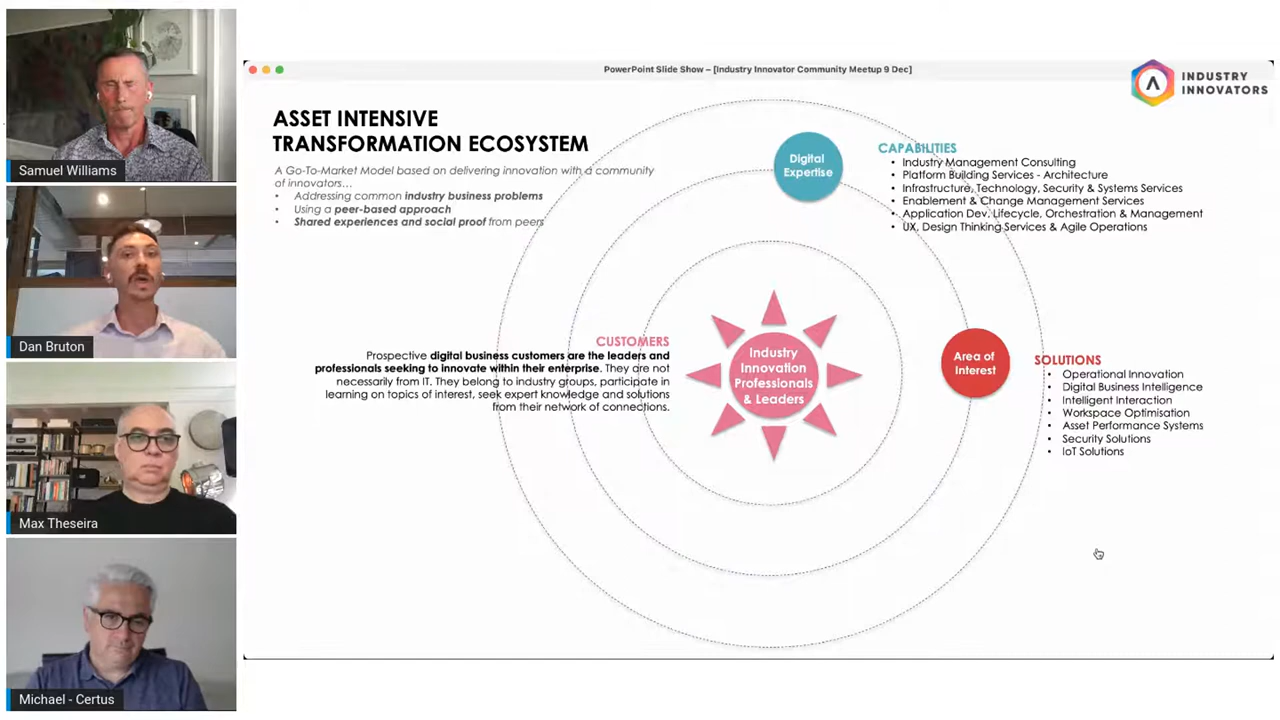 Samuel Williams
Dan Bruton
Max Theseira
Michael - Certus
PowerPoint Slide Show – [Industry Innovator Community Meetup 9 Dec]
INDUSTRY
INNOVATORS
ASSET INTENSIVE
TRANSFORMATION ECOSYSTEM
A Go-To-Market Model based on delivering innovation with a community
of innovators…
• Addressing common industry business problems
• Using a peer-based approach
• Shared experiences and social proof from peers
Digital
Expertise
CAPABILITIES
• Industry Management Consulting
• Platform Building Services - Architecture
• Infrastructure, Technology, Security & Systems Services
• Enablement & Change Management Services
• Application Dev. Lifecycle, Orchestration & Management
• UX, Design Thinking Services & Agile Operations
CUSTOMERS
Prospective digital business customers are the leaders and
professionals seeking to innovate within their enterprise. They are not
necessarily from IT. They belong to industry groups, participate in
learning on topics of interest, seek expert knowledge and solutions
from their network of connections.
Industry
Innovation
Professionals
& Leaders
Area of
Interest
SOLUTIONS
• Operational Innovation
• Digital Business Intelligence
• Intelligent Interaction
• Workspace Optimisation
• Asset Performance Systems
• Security Solutions
• IoT Solutions